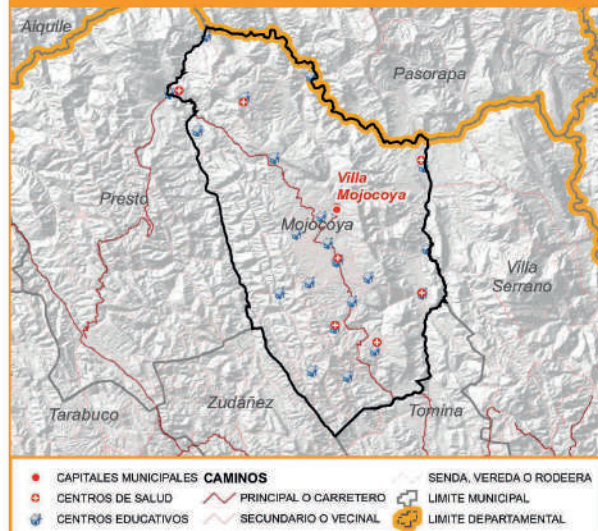 Aiquile
Pasorapa
Presto
Villa
Mojocoya
Mojocoya
Villa
Serrano
Tarabuco
Zudáñez
Tomina
CAPITALES MUNICIPALES
CENTROS DE SALUD
CENTROS EDUCATIVOS
CAMINOS
PRINCIPAL O CARRETERO
SECUNDARIO O VECINAL
SENDA, VEREDA O RODEERA
LIMITE MUNICIPAL
LIMITE DEPARTAMENTAL